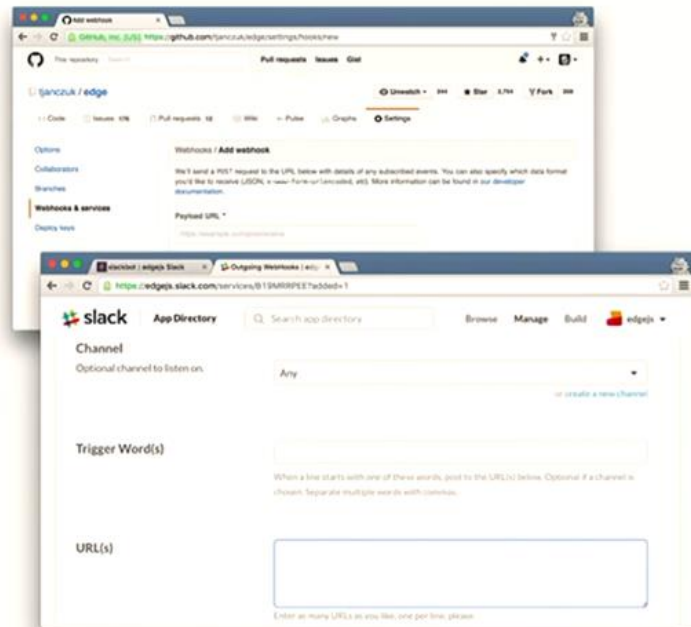 Add webhook
GitHub, Inc. [US] https://github.com/tjanczuk/edge/settings/hooks/new
This repository Search
Pull requests Issues Gist
tjanczuk / edge
Unwatch 244 Star 3,794 Fork
Code Issues 176 Pull requests 12 Wiki Pulse Graphs Settings
Options
Collaborators
Branches
Webhooks & services
Deploy keys
Webhooks / Add webhook
We'll send a POST request to the URL below with details of any subscribed events. You can also specify which data format
you'd like to receive (JSON, x-www-form-urlencoded, etc). More information can be found in our developer
documentation.
Payload URL *
slackbot | edgejs Slack
Outgoing WebHooks | edge
https://edgejs.slack.com/services/B19MRRPEE?added=1
slack App Directory Search app directory Browse Manage Build edgejs
Channel
Optional channel to listen on.
Any
or create a new channel
Trigger Word(s)
When a line starts with one of these words, post to the URL(s) below. Optional if a channel is
chosen. Separate multiple words with commas.
URL(s)
Enter as many URLs as you like, one per line, please.